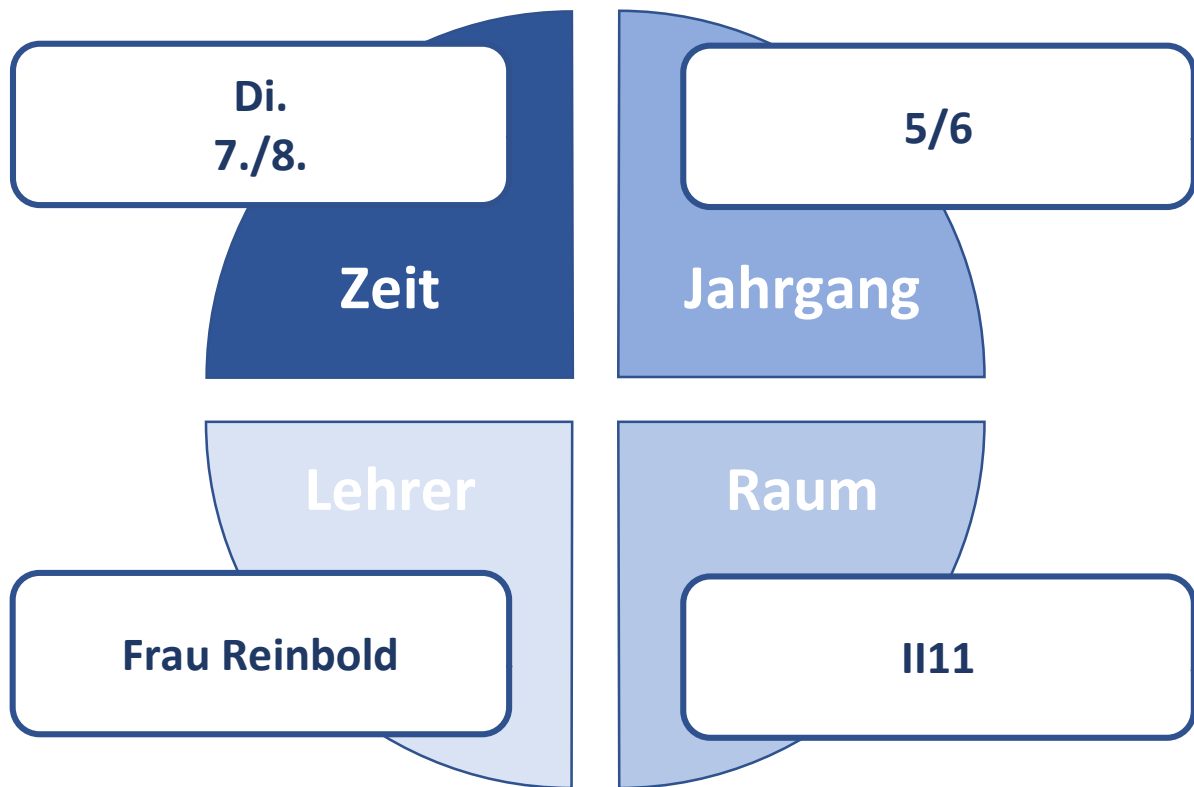 Di.
7./8.
Zeit
5/6
Jahrgang
Lehrer
Frau Reinbold
Raum
II11